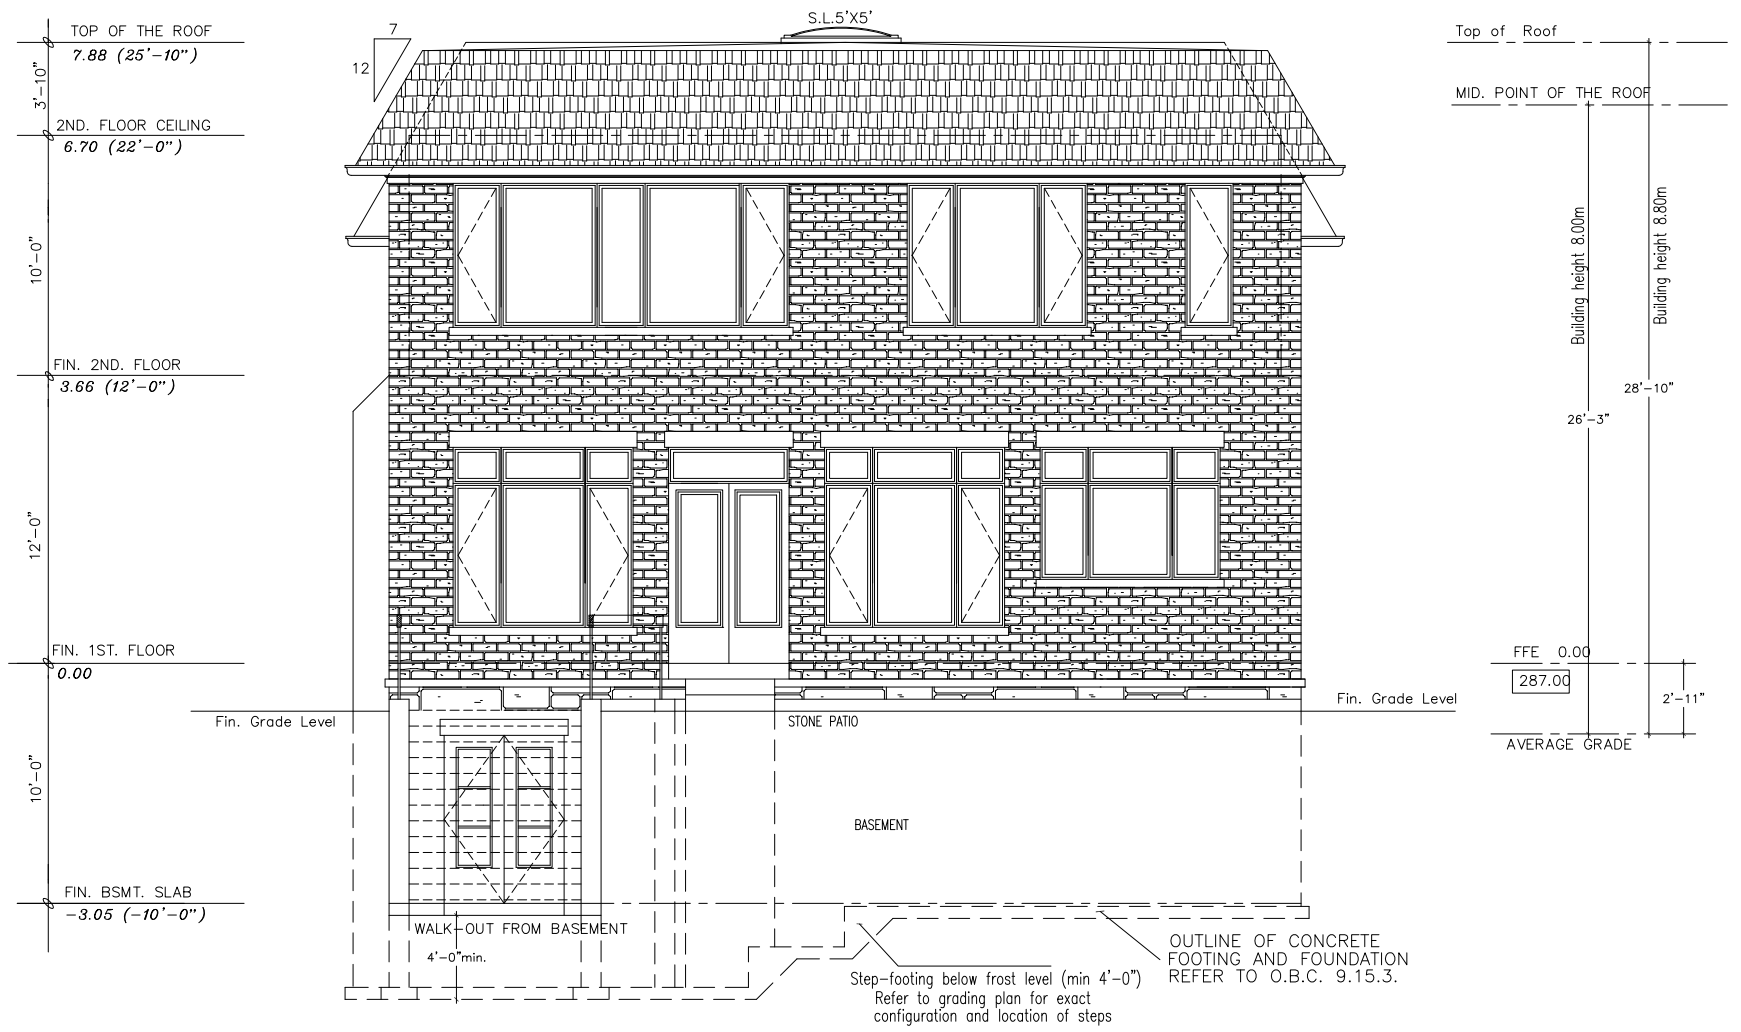 S.L.5'X5'
7
12
TOP OF THE ROOF
7.88 (25'-10")
3'-10"
2ND. FLOOR CEILING
6.70 (22'-0")
10'-0"
FIN. 2ND. FLOOR
3.66 (12'-0")
12'-0"
FIN. 1ST. FLOOR
0.00
Fin. Grade Level
10'-0"
FIN. BSMT. SLAB
-3.05 (-10'-0")
STONE PATIO
BASEMENT
WALK-OUT FROM BASEMENT
4'-0"min.
Step-footing below frost level (min 4'-0")
Refer to grading plan for exact
configuration and location of steps
OUTLINE OF CONCRETE
FOOTING AND FOUNDATION
REFER TO O.B.C. 9.15.3.
Top of Roof
MID. POINT OF THE ROOF
Building height 8.00m
Building height 8.80m
28'-10"
26'-3"
FFE 0.00
287.00
2'-11"
Fin. Grade Level
AVERAGE GRADE